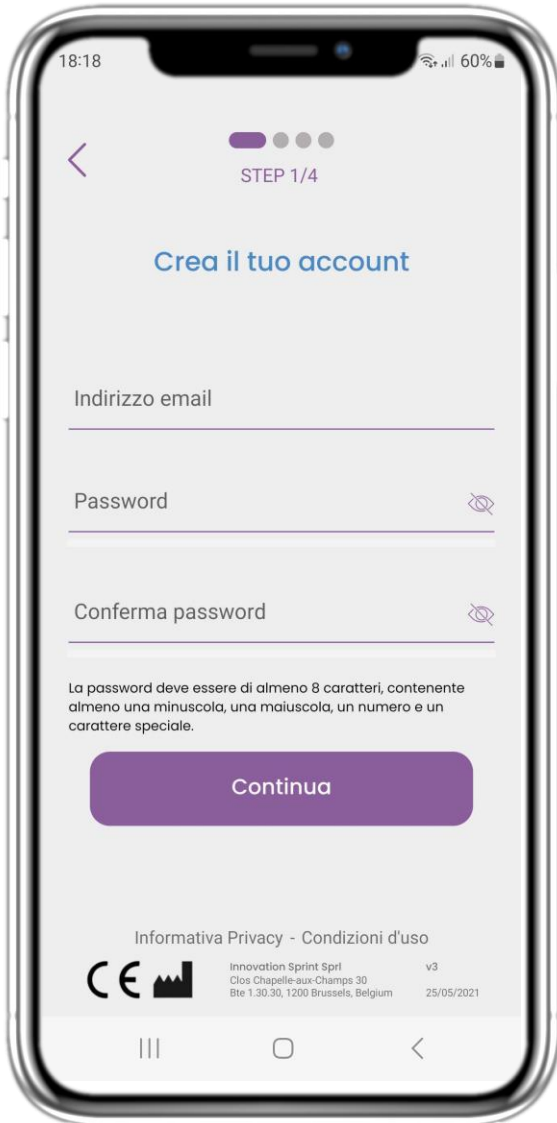 18:18
60%
STEP 1/4
Crea il tuo account
Indirizzo email
Password
Conferma password
La password deve essere di almeno 8 caratteri, contenente
almeno una minuscola, una maiuscola, un numero e un
carattere speciale.
Continua
Informativa Privacy - Condizioni d'uso
CE
Innovation Sprint Sprl
v3
Clos Chapelle-aux-Champs 30
Bte 1.30.30, 1200 Brussels, Belgium
25/05/2021